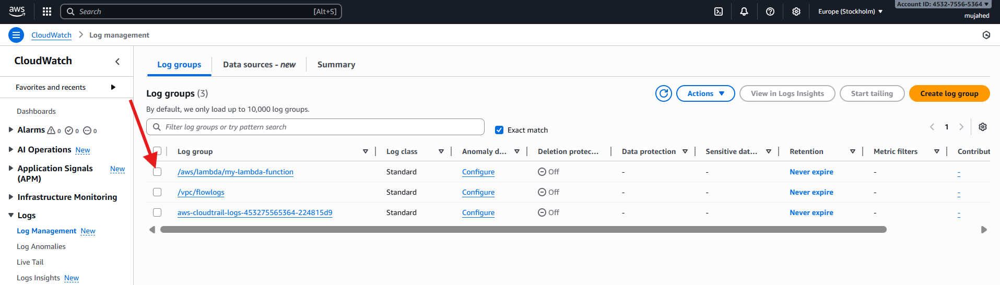 aws
Search [Alt+S]
Europe (Stockholm)
Account ID: 4532-7556-5364
mujahed
CloudWatch > Log management
CloudWatch
Favorites and recents
Dashboards
Alarms 0 0 0
AI Operations New
Application Signals (APM) New
Infrastructure Monitoring
Logs
Log Management New
Log Anomalies
Live Tail
Logs Insights New
Log groups
Data sources - new
Summary
Log groups (3)
Actions
View in Logs Insights
Start tailing
Create log group
By default, we only load up to 10,000 log groups.
Filter log groups or try pattern search
Exact match
1
Log group Log class Anomaly d... Deletion protec... Data protection Sensitive dat... Retention Metric filters Contribut
/aws/lambda/my-lambda-function Standard Configure Off - - Never expire - -
/vpc/flowlogs Standard Configure Off - - Never expire - -
aws-cloudtrail-logs-453275565364-224815d9 Standard Configure Off - - Never expire - -